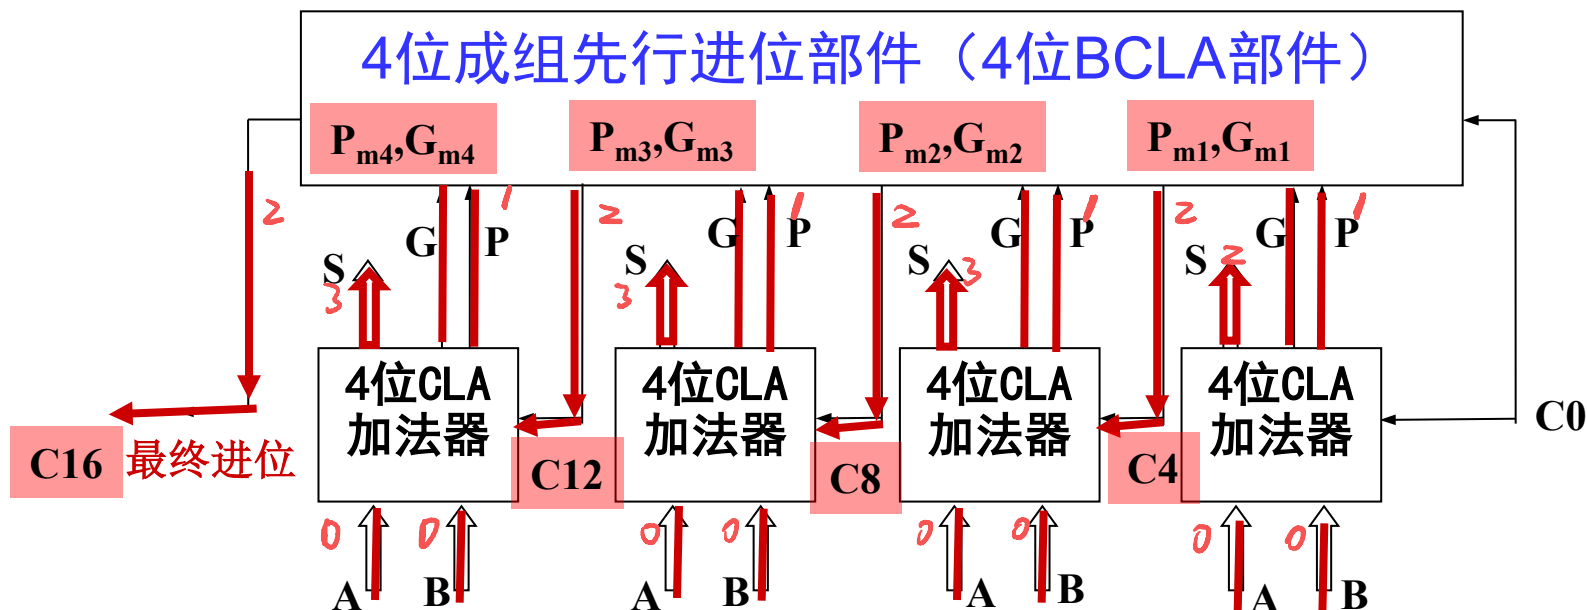 4位成组先行进位部件（4位BCLA部件）
Pm4,Gm4 Pm3,Gm3 Pm2,Gm2 Pm1,Gm1
2 1 2 1 2 1 2 1
G P G P G P G P
S S S S
3 3 3 2
4位CLA加法器 4位CLA加法器 4位CLA加法器 4位CLA加法器
C0
C16 最终进位 C12 C8 C4
0 0 0 0 0 0 0 0
A B A B A B A B